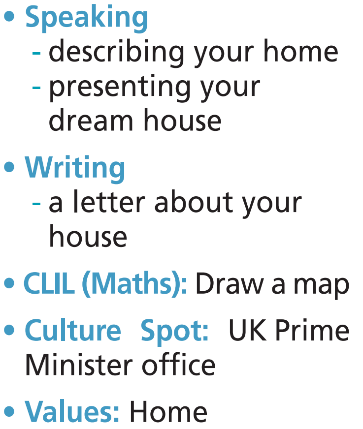 • Speaking
- describing your home
- presenting your
dream house
• Writing
- a letter about your
house
• CLIL (Maths): Draw a map
• Culture Spot: UK Prime
Minister office
• Values: Home